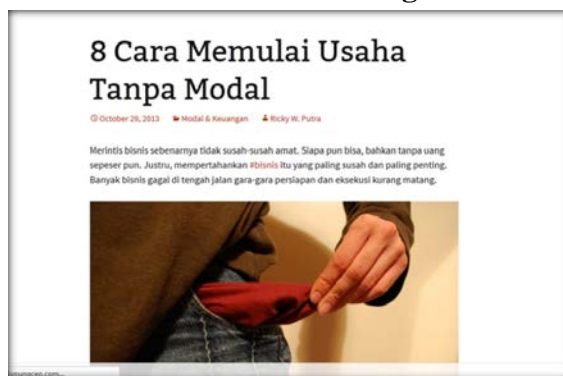 8 Cara Memulai Usaha
Tanpa Modal
October 29, 2013 Modal & Keuangan Ricky W. Putra
Merintis bisnis sebenarnya tidak susah-susah amat. Siapa pun bisa, bahkan tanpa uang
sepeser pun. Justru, mempertahankan #bisnis itu yang paling susah dan paling penting.
Banyak bisnis gagal di tengah jalan gara-gara persiapan dan eksekusi kurang matang.